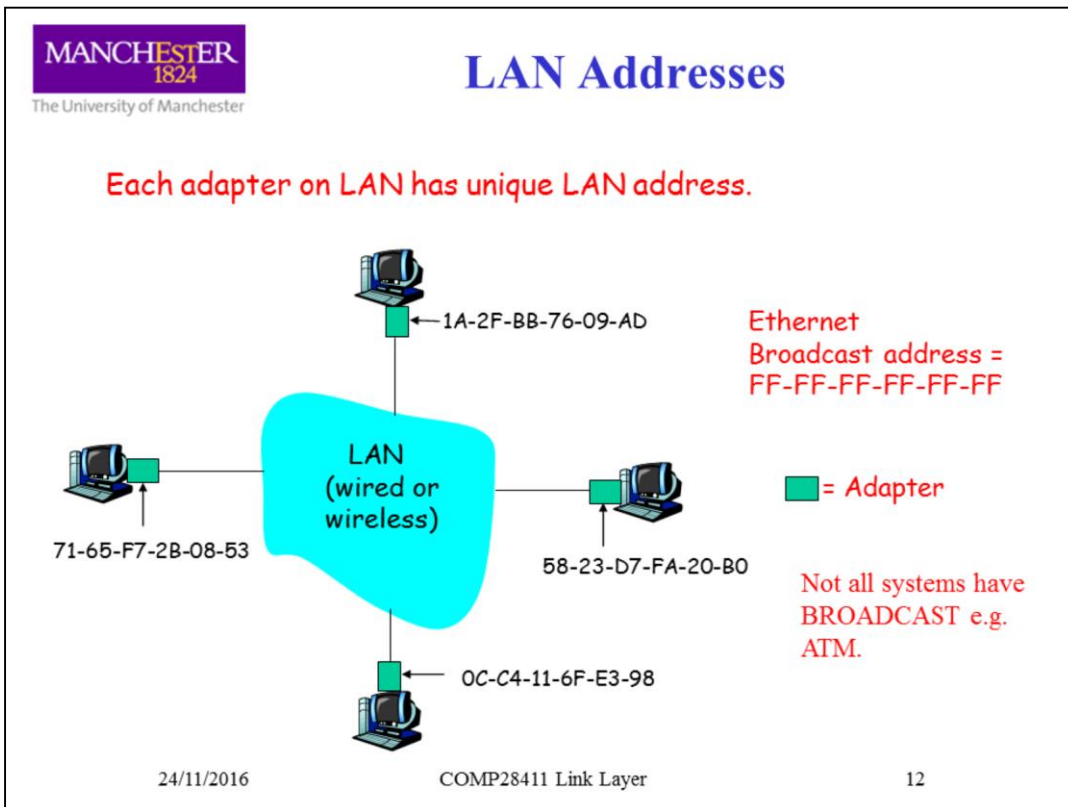 MANCHESTER
1824
The University of Manchester
LAN Addresses
Each adapter on LAN has unique LAN address.
1A-2F-BB-76-09-AD
Ethernet
Broadcast address =
FF-FF-FF-FF-FF-FF
LAN
(wired or
wireless)
= Adapter
71-65-F7-2B-08-53
58-23-D7-FA-20-B0
Not all systems have
BROADCAST e.g.
ATM.
0C-C4-11-6F-E3-98
24/11/2016
COMP28411 Link Layer
12